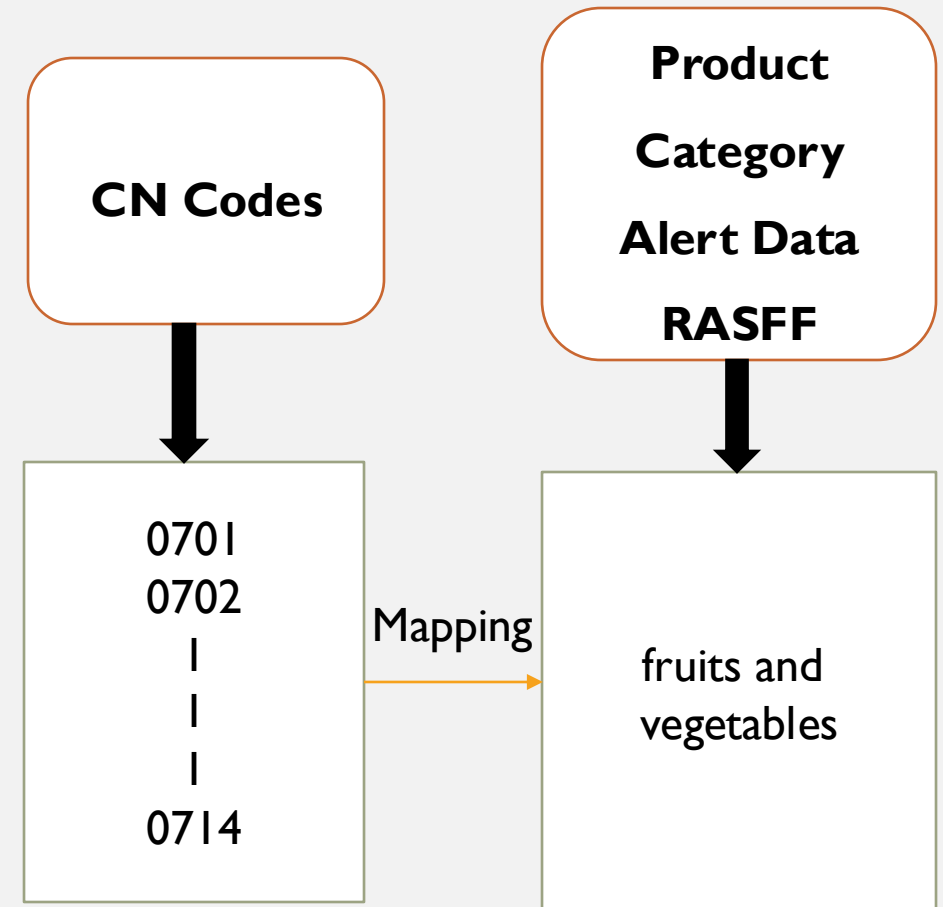 CN Codes
Product
Category
Alert Data
RASFF
0701
0702
|
|
|
0714
Mapping
fruits and
vegetables